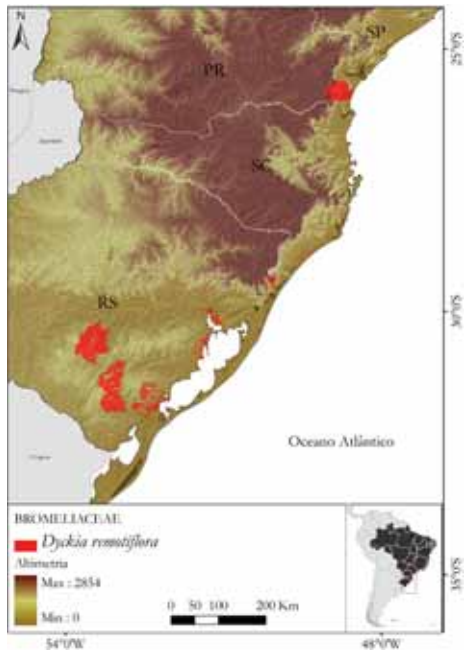 N
SP
25°0'S
PR
SC
RS
30°0'S
Oceano Atlântico
BROMELIACEAE
Dyckia remotiflora
Altimetria
Max : 2854
Min : 0
0 50 100 200 Km
35°0'S
54°0'W
48°0'W